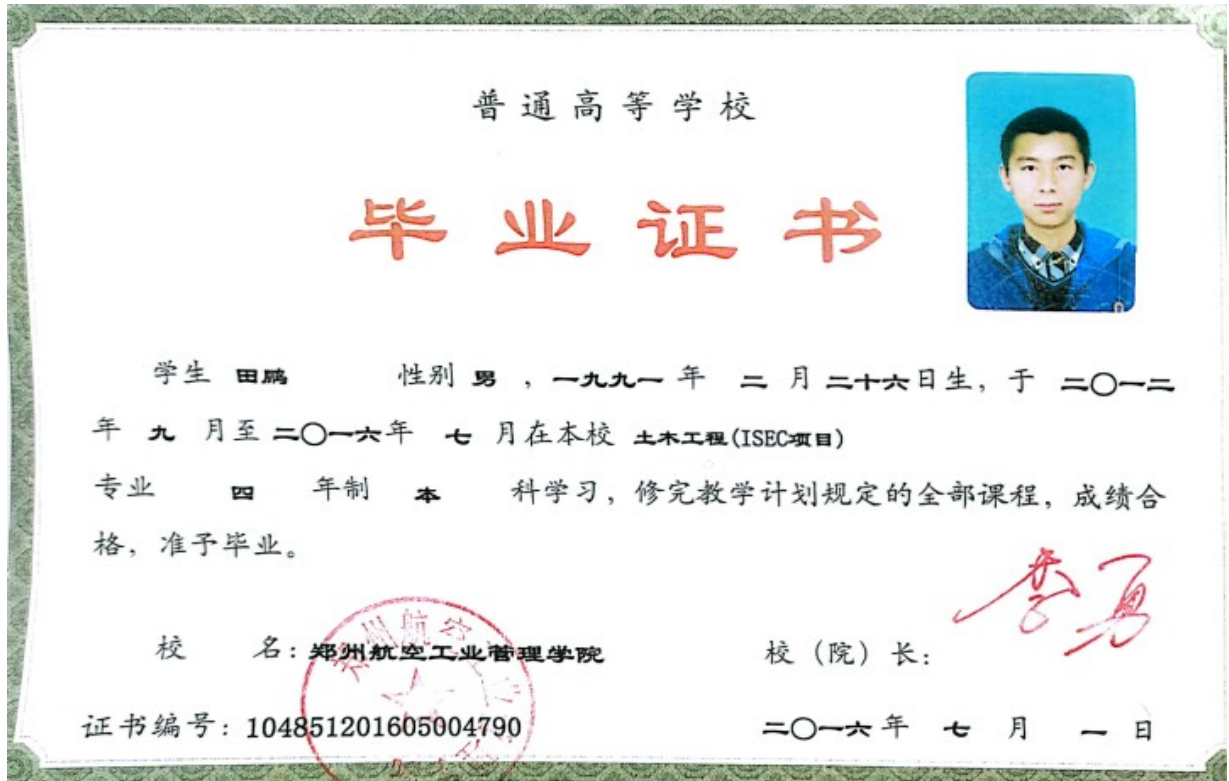 普通高等学校
毕业证书
学生 田鹏 性别 男 ，一九九一 年 二 月 二十六日生，于 二〇一二
年 九 月至 二〇一六年 七 月在本校 土木工程(ISEC项目)
专业 四 年制 本 科学习，修完教学计划规定的全部课程，成绩合
格，准予毕业。
李勇
校 名：郑州航空工业管理学院 校（院）长：
证书编号：104851201605004790 二〇一六年 七 月 一 日